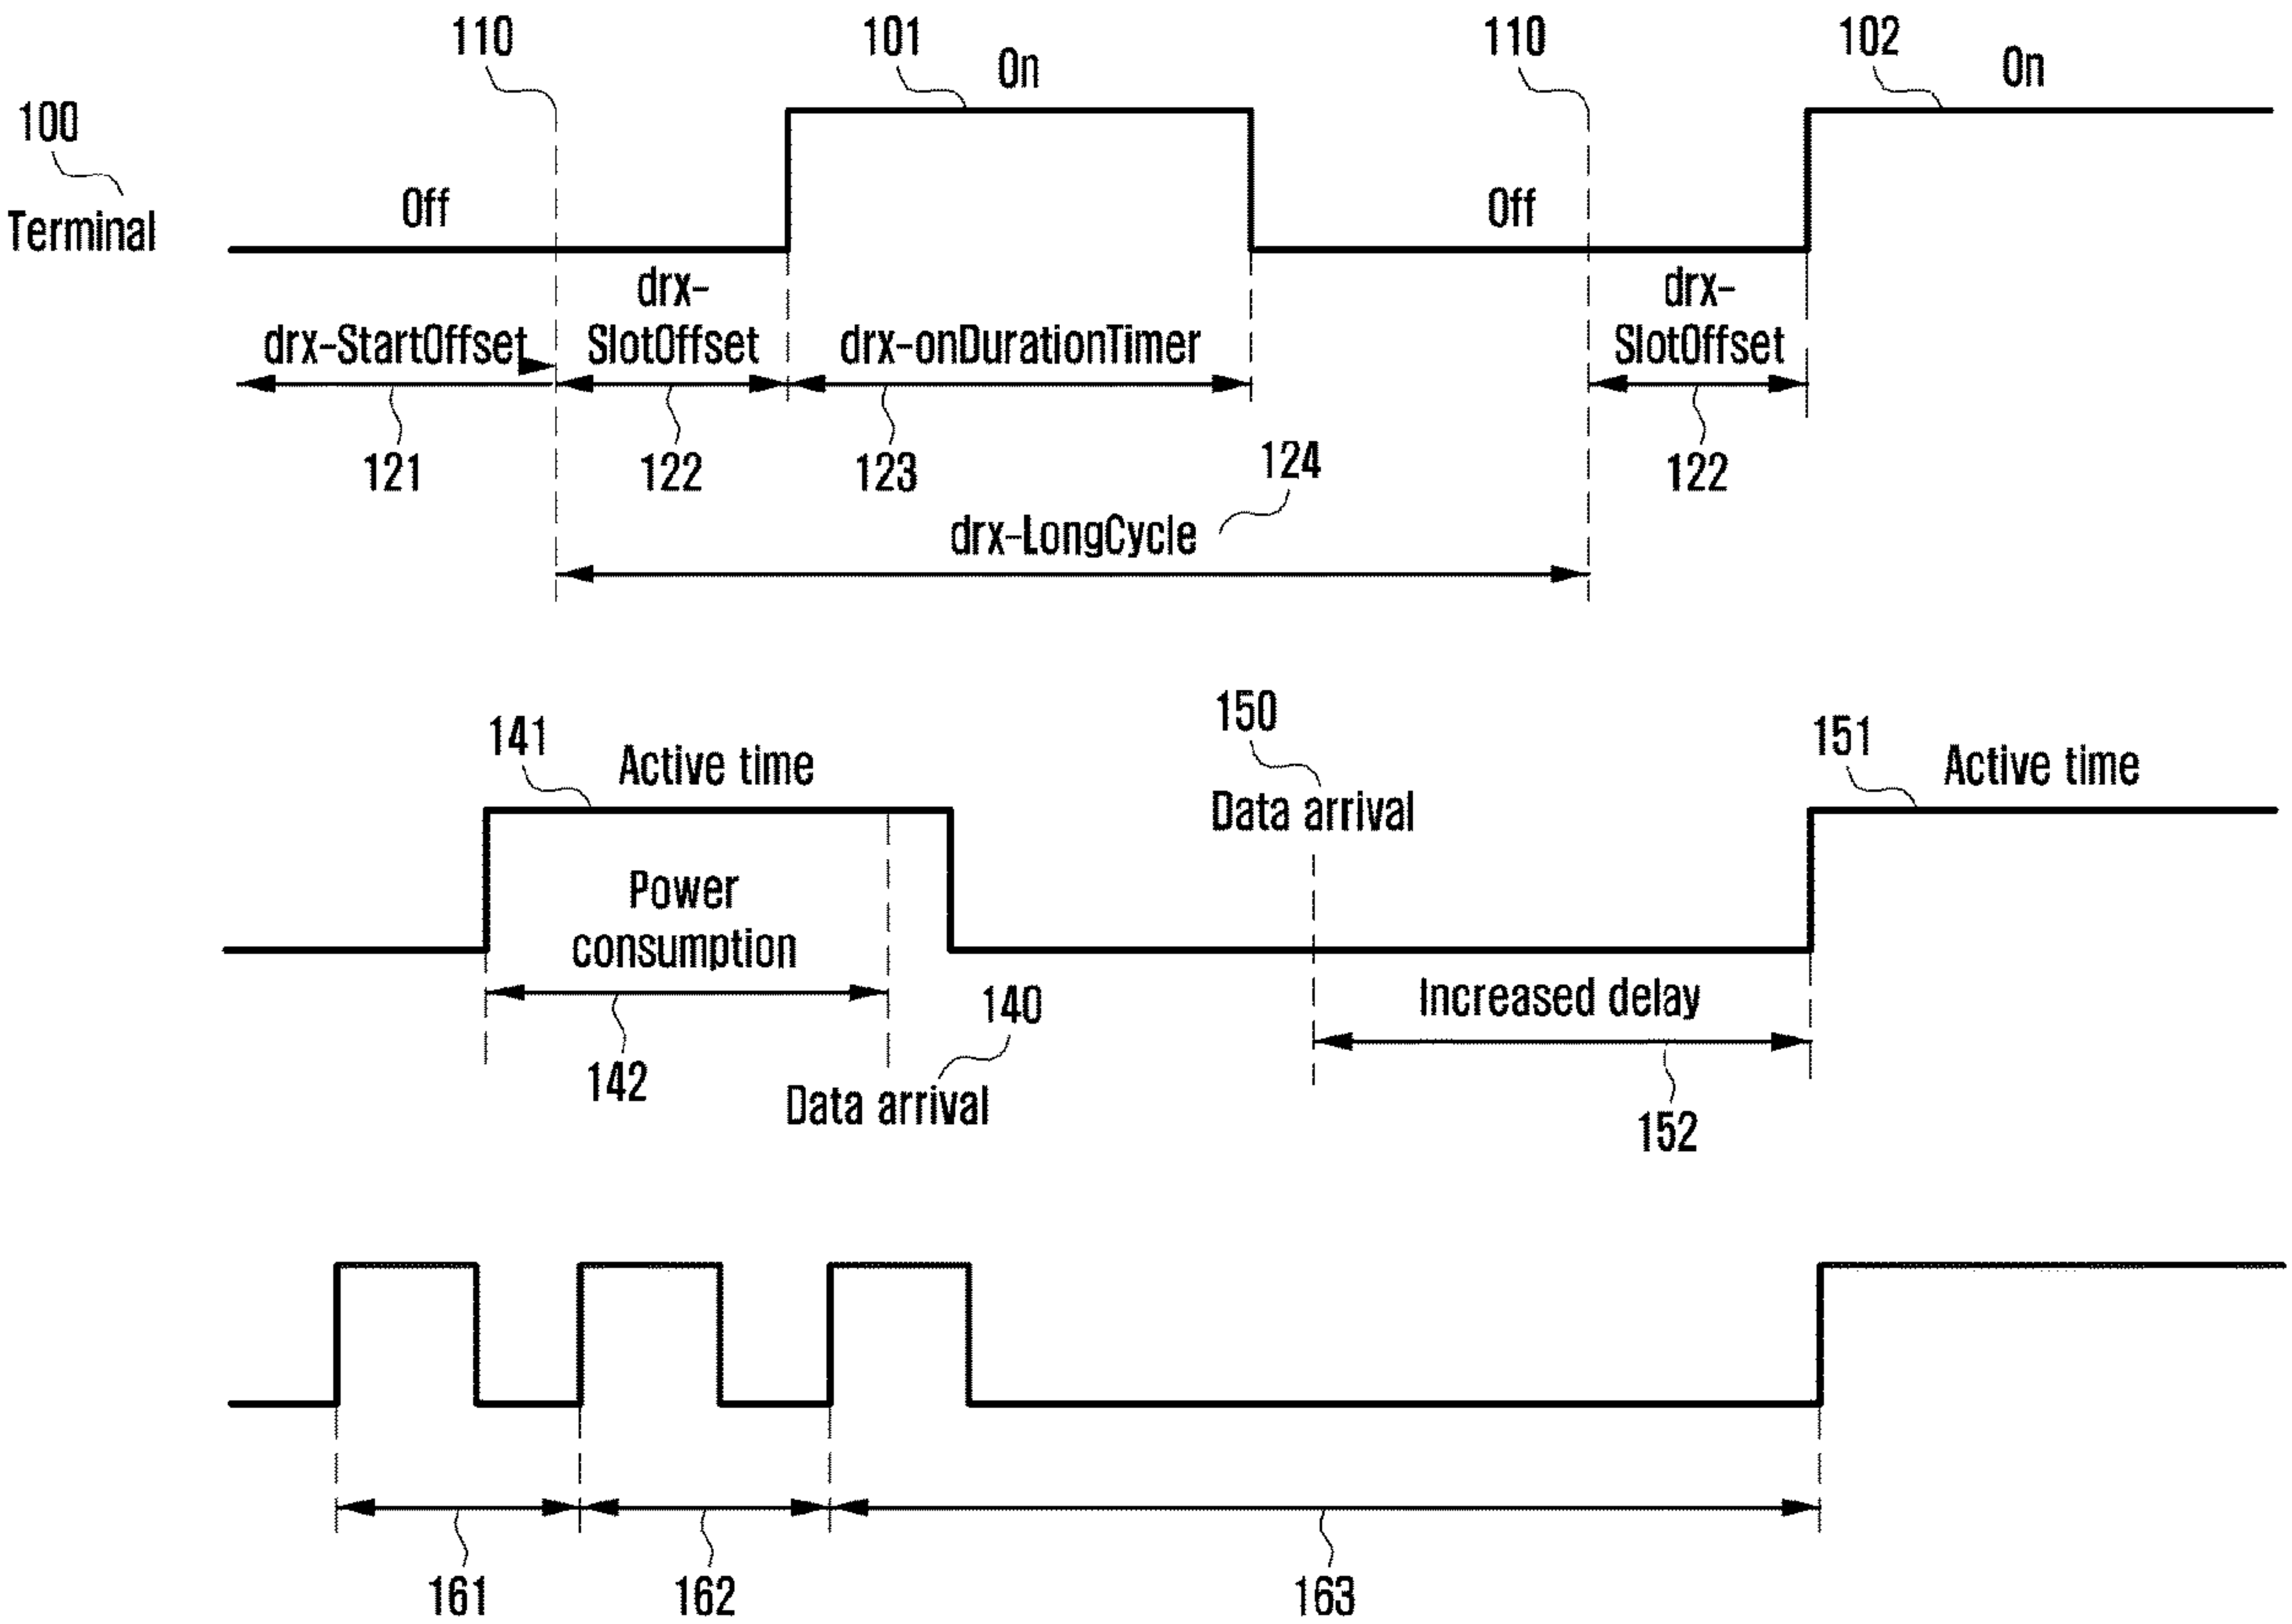 110
101
On
110
102
On
100
Terminal
Off
Off
drx-
SlotOffset
drx-
SlotOffset
drx-StartOffset
drx-onDurationTimer
121
122
123
124
122
drx-LongCycle
141
Active time
150
Data arrival
151
Active time
Power
consumption
142
140
Data arrival
Increased delay
152
161
162
163